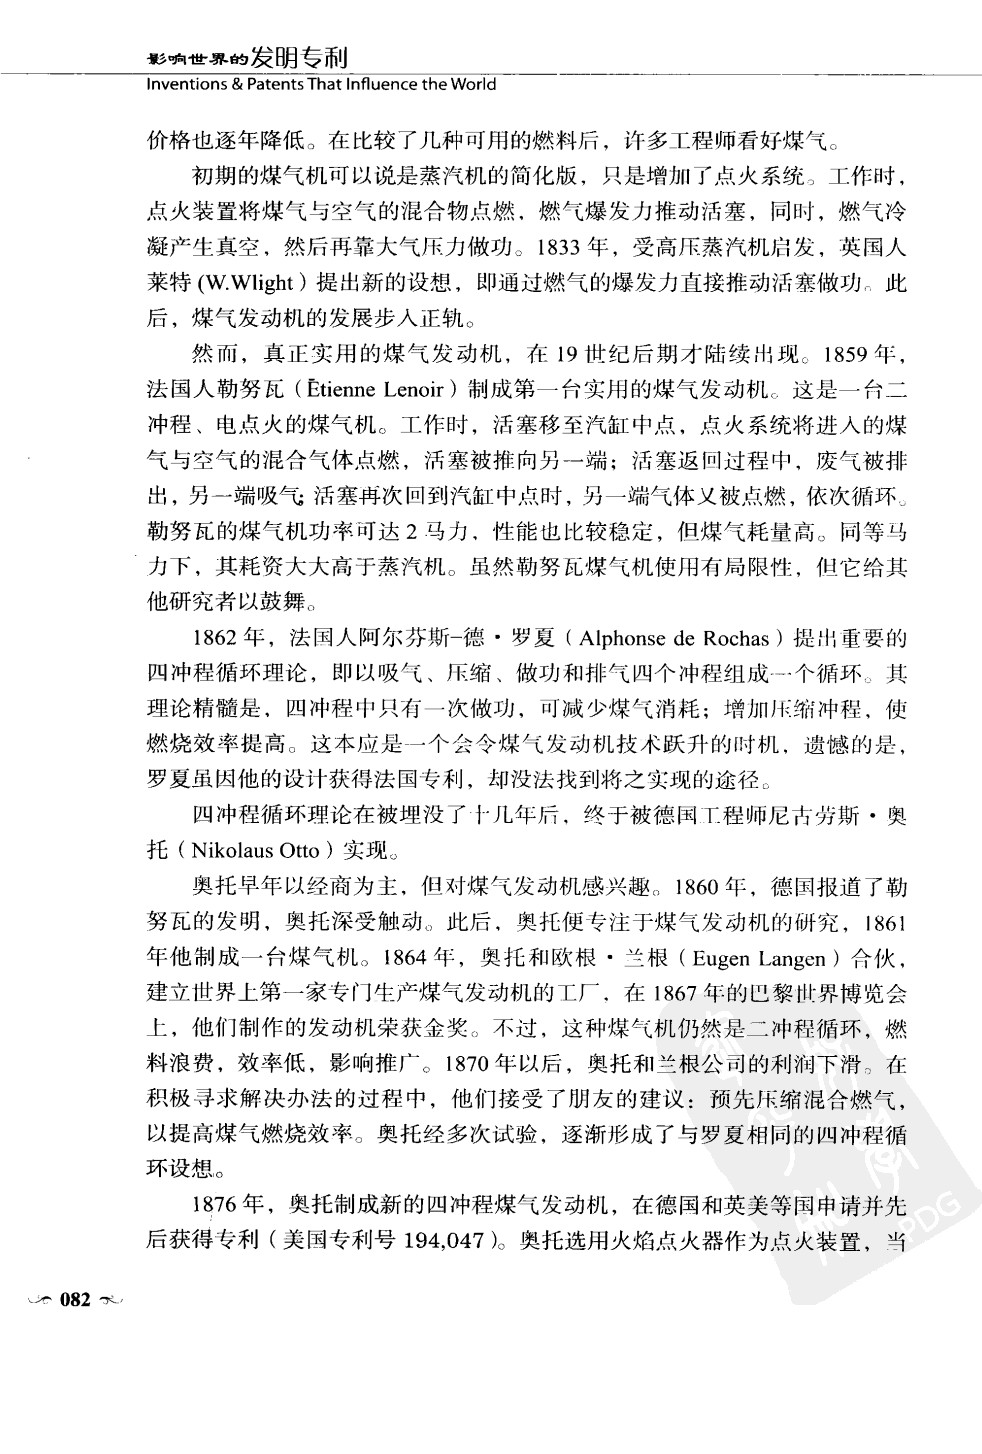 影响世界的发明专利
Inventions & Patents That Influence the World
价格也逐年降低。在比较了几种可用的燃料后，许多工程师看好煤气。
初期的煤气机可以说是蒸汽机的简化版，只是增加了点火系统。工作时，
点火装置将煤气与空气的混合物点燃，燃气爆发力推动活塞，同时，燃气冷
凝产生真空，然后再靠大气压力做功。1833 年，受高压蒸汽机启发，英国人
莱特 (W.Wlight）提出新的设想，即通过燃气的爆发力直接推动活塞做功。此
后，煤气发动机的发展步入正轨。
然而，真正实用的煤气发动机，在 19 世纪后期才陆续出现。1859 年，
法国人勒努瓦（Ētienne Lenoir）制成第一台实用的煤气发动机。这是一台二
冲程、电点火的煤气机。工作时，活塞移至汽缸中点，点火系统将进入的煤
气与空气的混合气体点燃，活塞被推向另一端；活塞返回过程中，废气被排
出，另一端吸气；活塞再次回到汽缸中点时，另一端气体又被点燃，依次循环。
勒努瓦的煤气机功率可达 2 马力，性能也比较稳定，但煤气耗量高。同等马
力下，其耗资大大高于蒸汽机。虽然勒努瓦煤气机使用有局限性，但它给其
他研究者以鼓舞。
1862 年，法国人阿尔芬斯-德·罗夏（Alphonse de Rochas）提出重要的
四冲程循环理论，即以吸气、压缩、做功和排气四个冲程组成一个循环。其
理论精髓是，四冲程中只有一次做功，可减少煤气消耗；增加压缩冲程，使
燃烧效率提高。这本应是一个会令煤气发动机技术跃升的时机，遗憾的是，
罗夏虽因他的设计获得法国专利，却没法找到将之实现的途径。
四冲程循环理论在被埋没了十几年后，终于被德国工程师尼古劳斯·奥
托（Nikolaus Otto）实现。
奥托早年以经商为主，但对煤气发动机感兴趣。1860 年，德国报道了勒
努瓦的发明，奥托深受触动。此后，奥托便专注于煤气发动机的研究，1861
年他制成一台煤气机。1864 年，奥托和欧根·兰根（Eugen Langen）合伙，
建立世界上第一家专门生产煤气发动机的工厂，在 1867 年的巴黎世界博览会
上，他们制作的发动机荣获金奖。不过，这种煤气机仍然是二冲程循环，燃
料浪费，效率低，影响推广。1870 年以后，奥托和兰根公司的利润下滑。在
积极寻求解决办法的过程中，他们接受了朋友的建议：预先压缩混合燃气，
以提高煤气燃烧效率。奥托经多次试验，逐渐形成了与罗夏相同的四冲程循
环设想。
1876 年，奥托制成新的四冲程煤气发动机，在德国和英美等国申请并先
后获得专利（美国专利号 194,047）。奥托选用火焰点火器作为点火装置，当
PDG
082